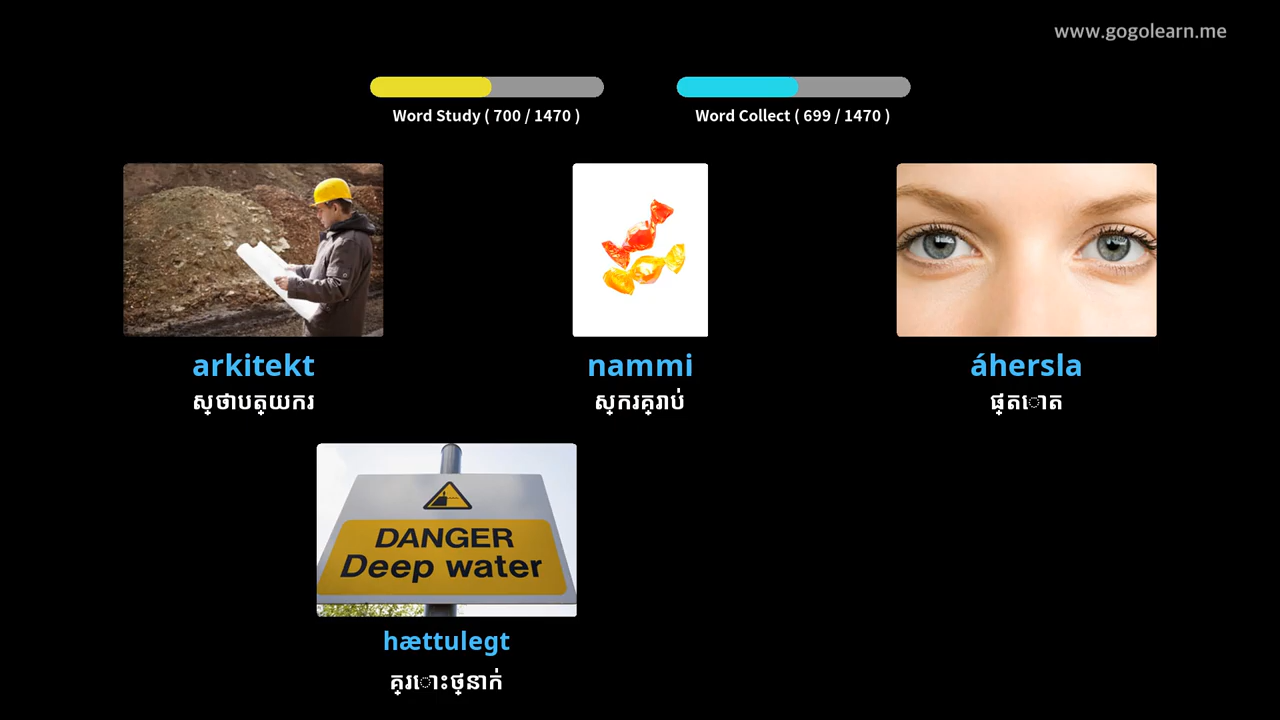 www.gogolearn.me
Word Study ( 700 / 1470 )
Word Collect ( 699 / 1470 )
arkitekt
ស្ថាបត្យករ
nammi
ស្ករគ្រាប់
áhersla
ផ្តោត
DANGER
Deep water
hættulegt
គ្រោះថ្នាក់